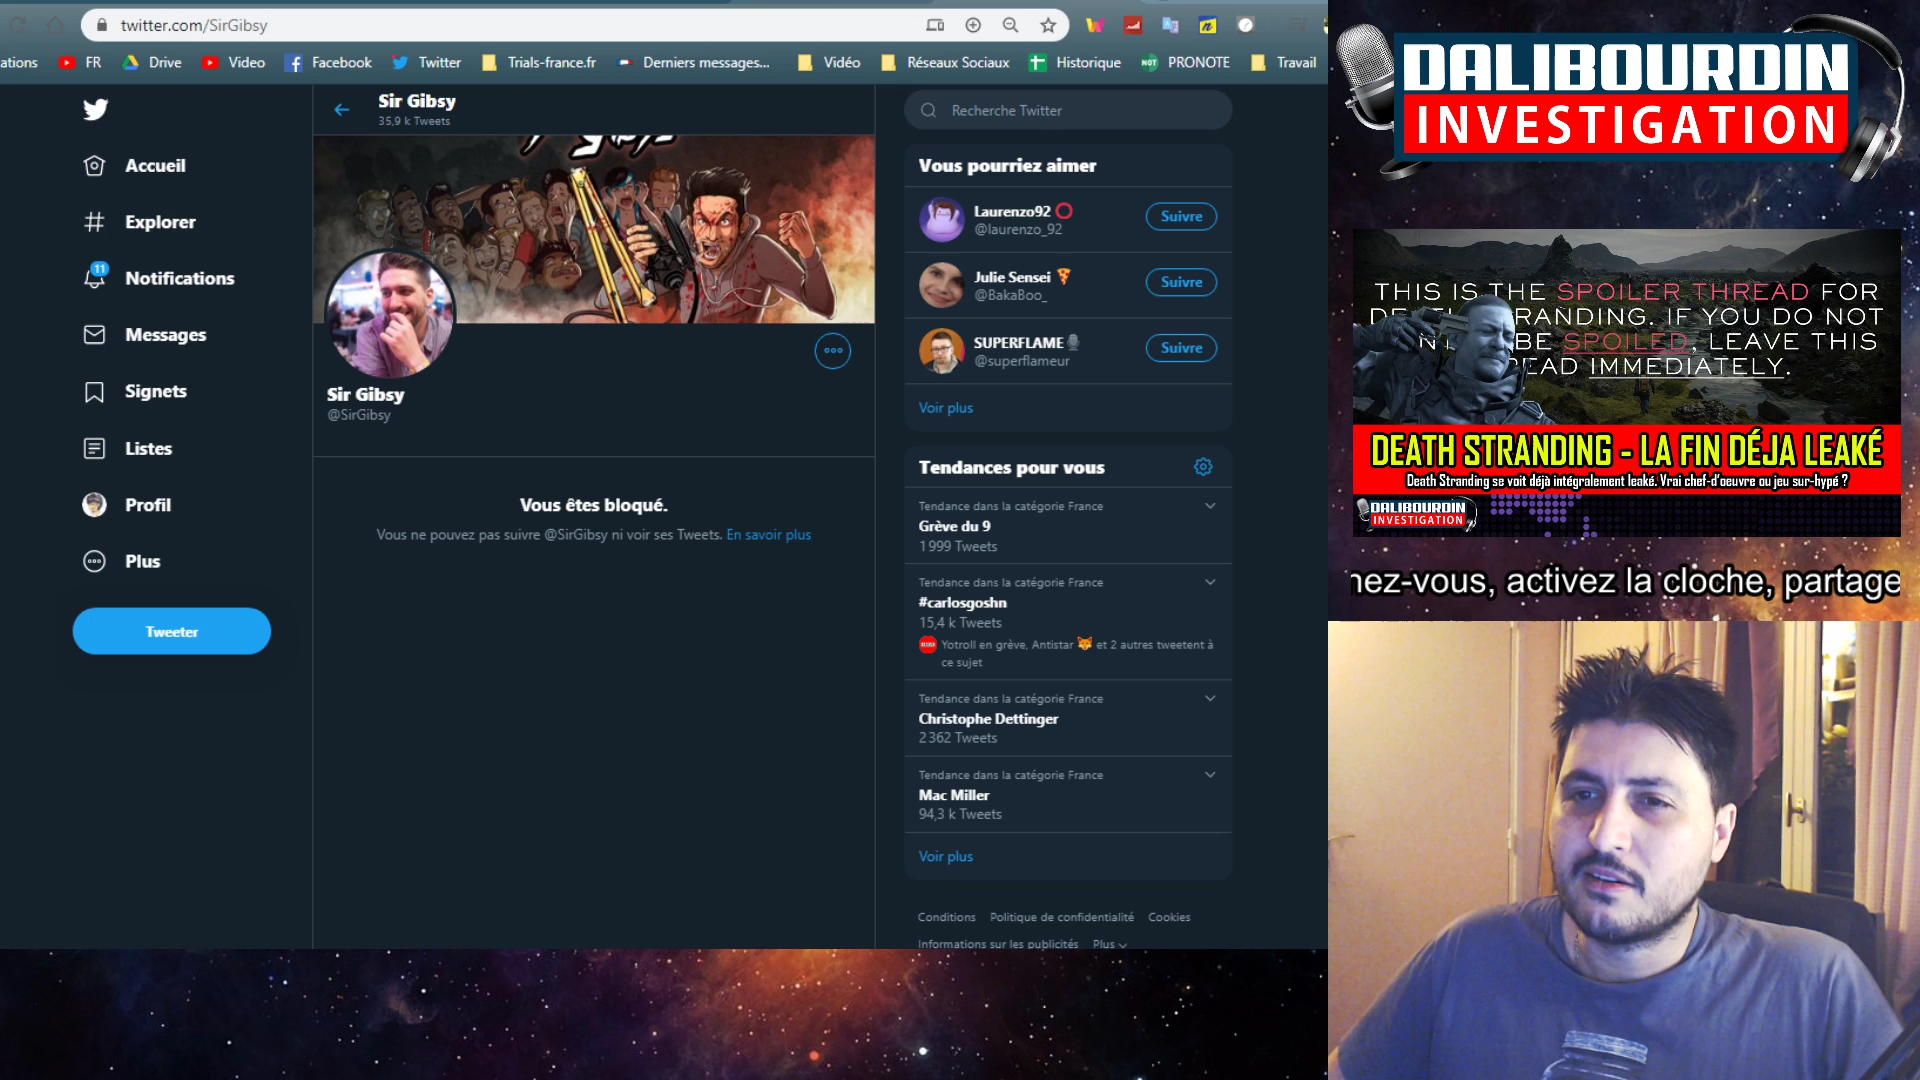 twitter.com/SirGibsy
ations FR Drive Video Facebook Twitter Trials-france.fr Derniers messages... Vidéo Réseaux Sociaux Historique PRONOTE Travail
Sir Gibsy
35,9 k Tweets
Accueil
Explorer
11
Notifications
Messages
Signets
Listes
Profil
Plus
Tweeter
Sir Gibsy
@SirGibsy
Vous êtes bloqué.
Vous ne pouvez pas suivre @SirGibsy ni voir ses Tweets. En savoir plus
Recherche Twitter
Vous pourriez aimer
Laurenzo92
@laurenzo_92
Suivre
Julie Sensei
@BakaBoo_
Suivre
SUPERFLAME
@superflameur
Suivre
Voir plus
Tendances pour vous
Tendance dans la catégorie France
Grève du 9
1 999 Tweets
Tendance dans la catégorie France
#carlosgoshn
15,4 k Tweets
Yotroll en grève, Antistar et 2 autres tweetent à
ce sujet
Tendance dans la catégorie France
Christophe Dettinger
2 362 Tweets
Tendance dans la catégorie France
Mac Miller
94,3 k Tweets
Voir plus
Conditions Politique de confidentialité Cookies
Informations sur les publicités Plus
DALIBOURDIN
INVESTIGATION
THIS IS THE SPOILER THREAD FOR
RANDING. IF YOU DO NOT
BE SPOILED, LEAVE THIS
EAD IMMEDIATELY.
DEATH STRANDING - LA FIN DÉJA LEAKÉ
Death Stranding se voit déjà intégralement leaké. Vrai chef-d'oeuvre ou jeu sur-hypé ?
DALIBOURDIN
INVESTIGATION
nez-vous, activez la cloche, partage